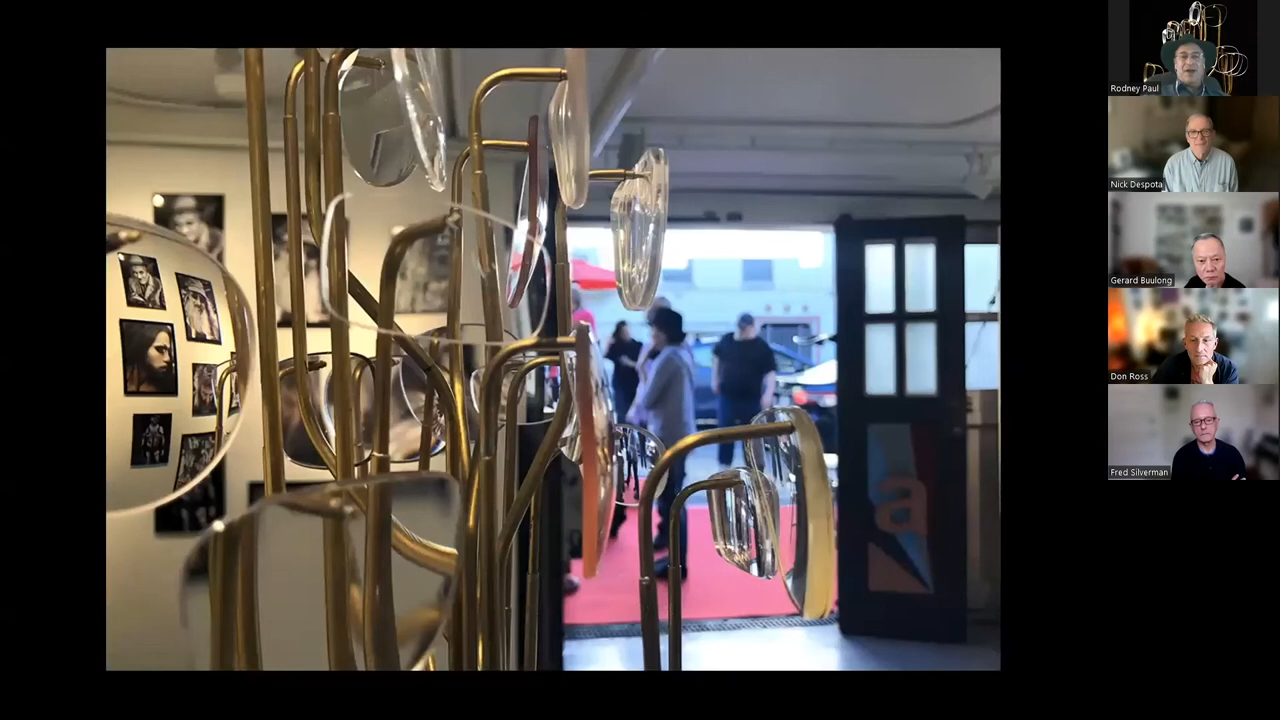 Rodney Paul
Nick Despota
Gerard Buulong
Don Ross
Fred Silverman
a